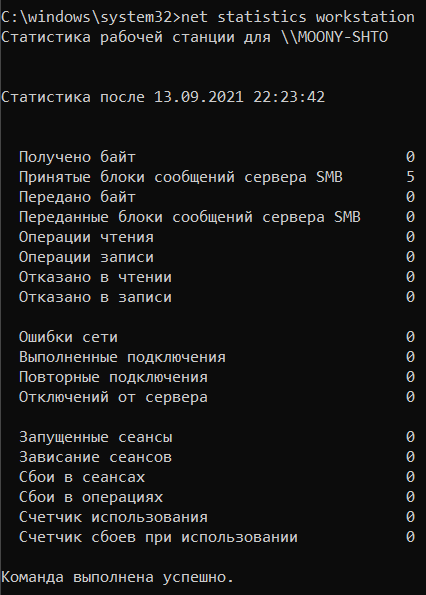 C:\windows\system32>net statistics workstation
Статистика рабочей станции для \\MOONY-SHTO
Статистика после 13.09.2021 22:23:42
Получено байт 0
Принятые блоки сообщений сервера SMB 5
Передано байт 0
Переданные блоки сообщений сервера SMB 0
Операции чтения 0
Операции записи 0
Отказано в чтении 0
Отказано в записи 0
Ошибки сети 0
Выполненные подключения 0
Повторные подключения 0
Отключений от сервера 0
Запущенные сеансы 0
Зависание сеансов 0
Сбои в сеансах 0
Сбои в операциях 0
Счетчик использования 0
Счетчик сбоев при использовании 0
Команда выполнена успешно.